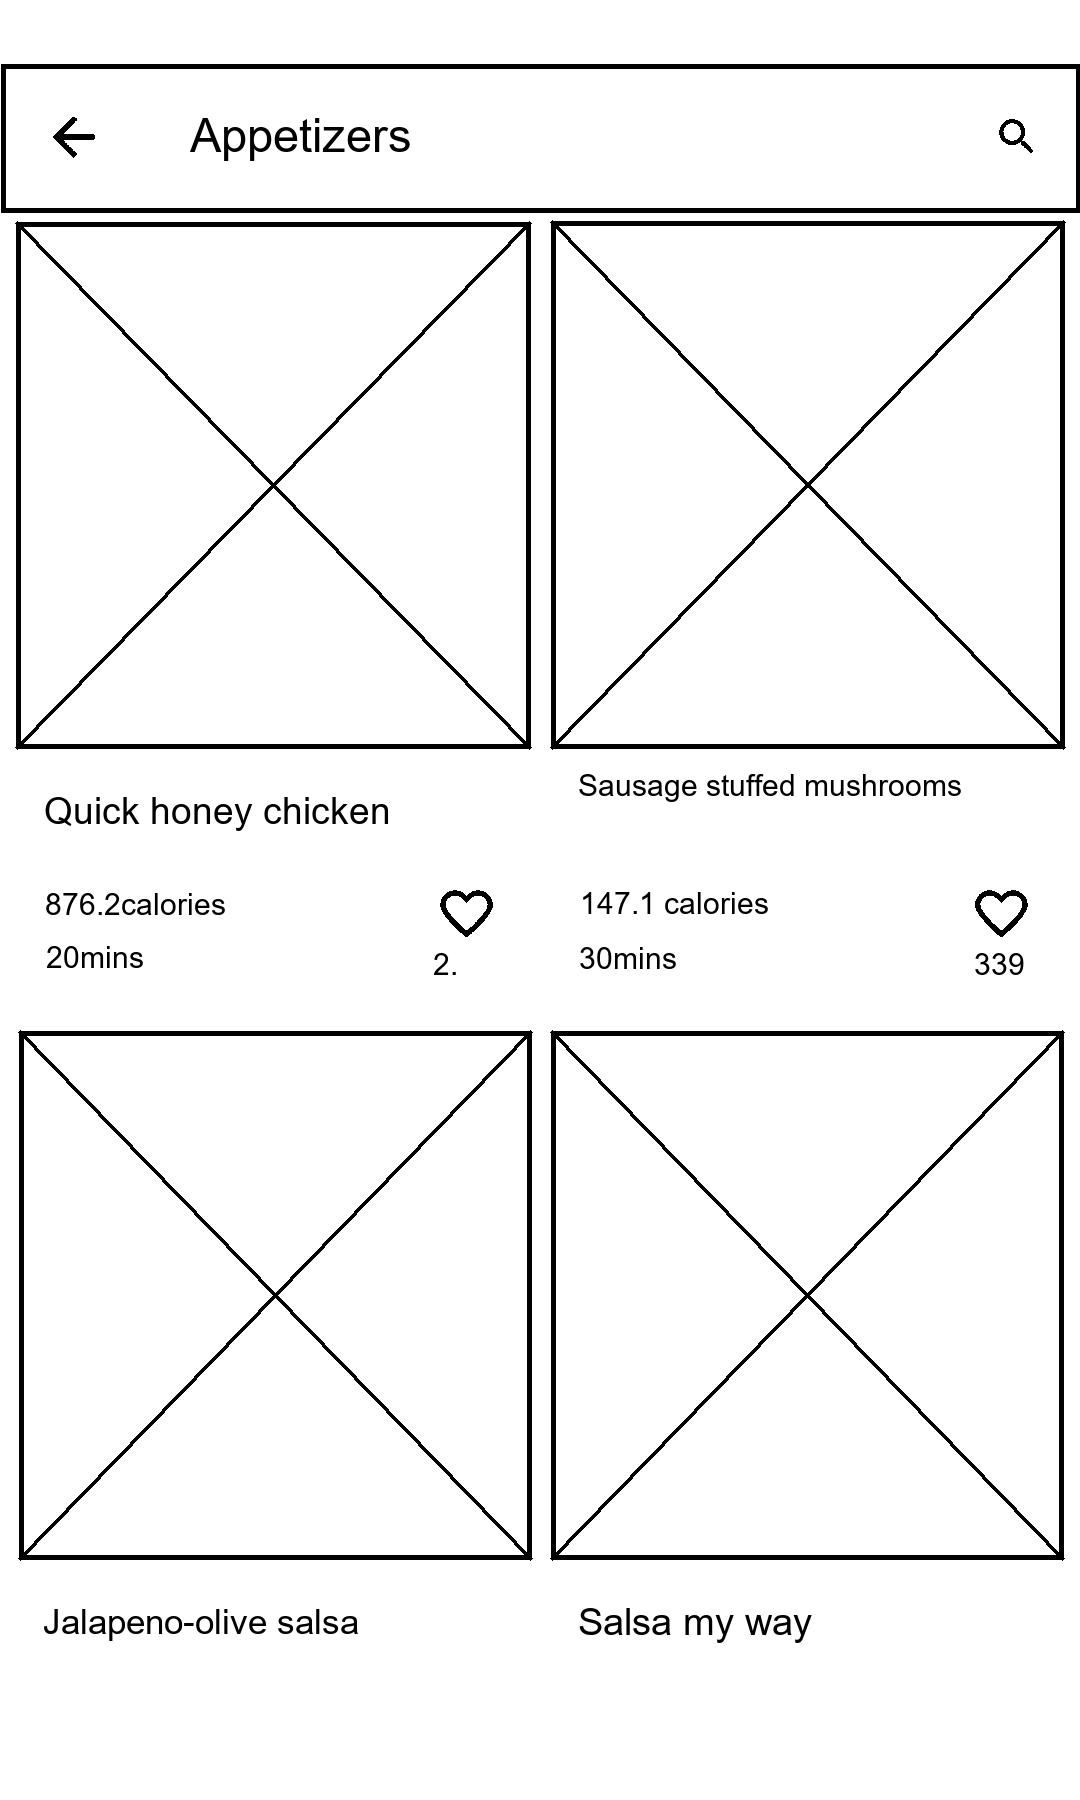 Appetizers
Quick honey chicken
Sausage stuffed mushrooms
876.2calories
20mins
2.
147.1 calories
30mins
339
Jalapeno-olive salsa
Salsa my way